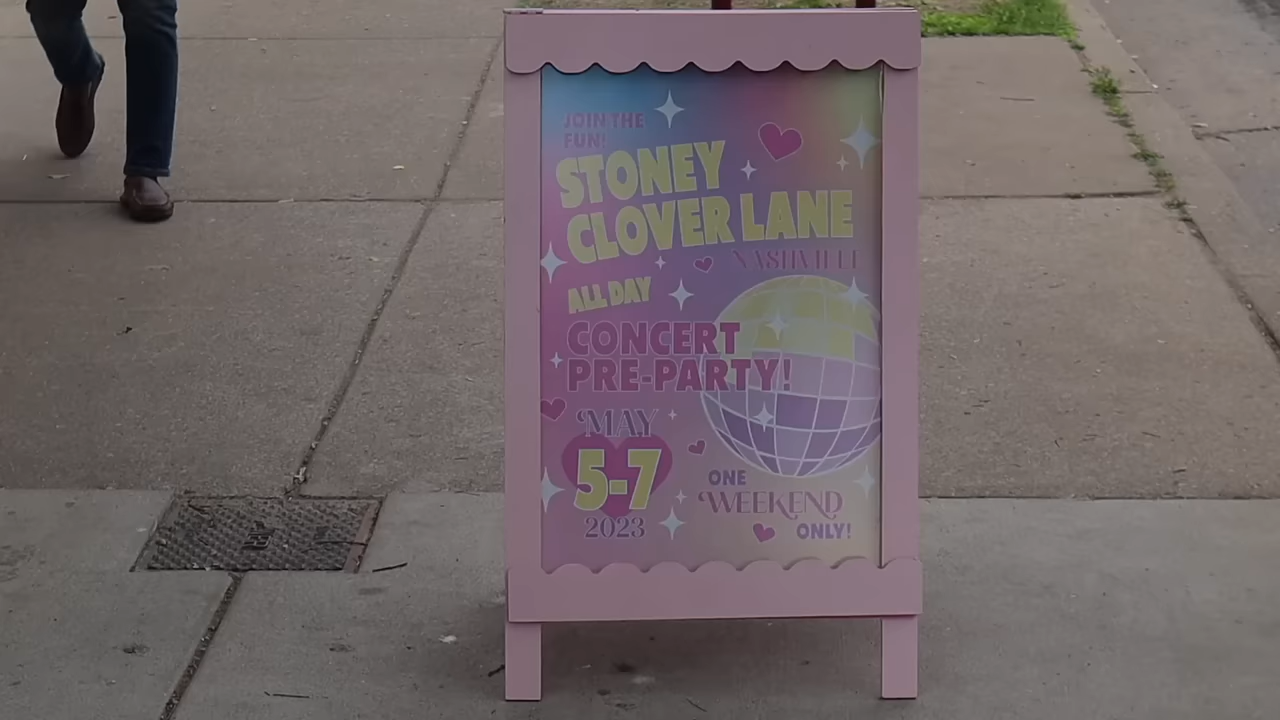 JOIN THE
FUN!
STONEY
CLOVER LANE
NASHVILLE
ALL DAY
CONCERT
PRE-PARTY!
MAY
5-7
2023
ONE
WEEKEND
ONLY!